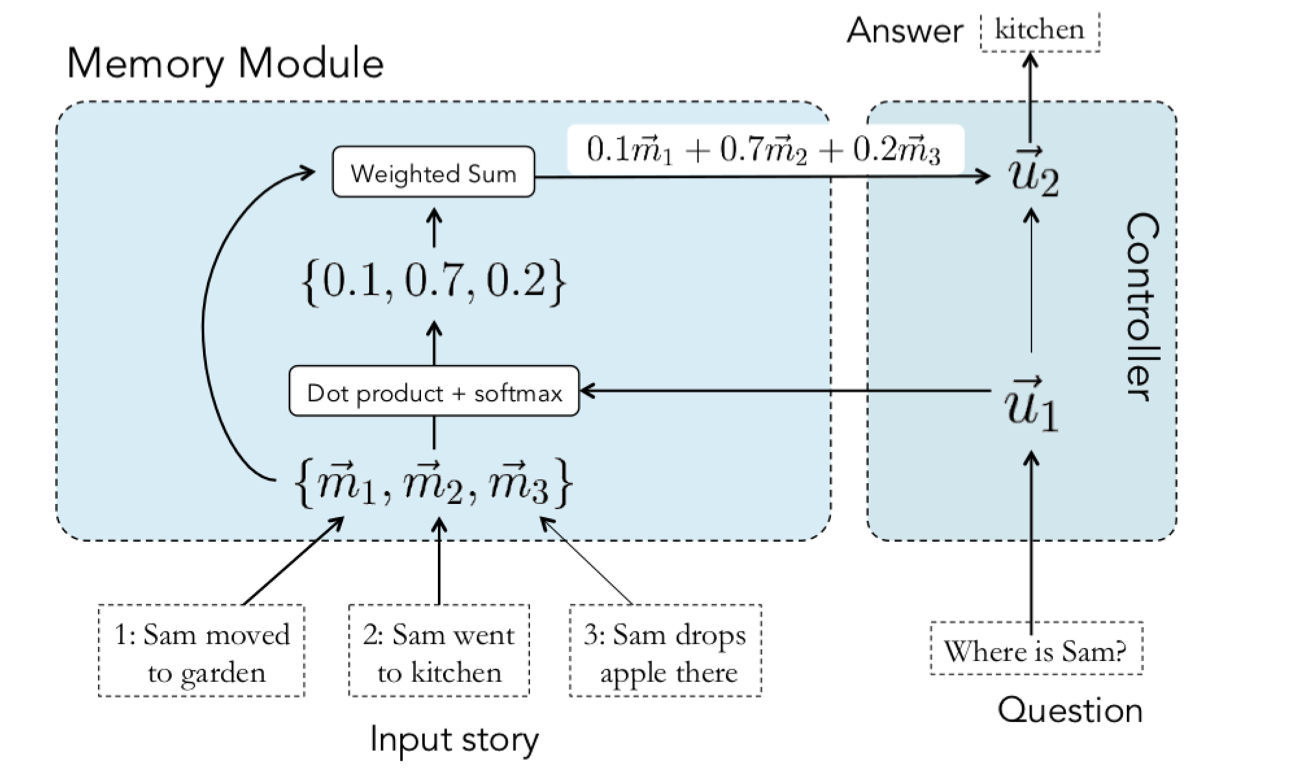 Answer kitchen
Memory Module
0.1m⃗₁ + 0.7m⃗₂ + 0.2m⃗₃
Weighted Sum
u⃗₂
{0.1, 0.7, 0.2}
Controller
Dot product + softmax
u⃗₁
{m⃗₁, m⃗₂, m⃗₃}
1: Sam moved
to garden
2: Sam went
to kitchen
3: Sam drops
apple there
Where is Sam?
Question
Input story